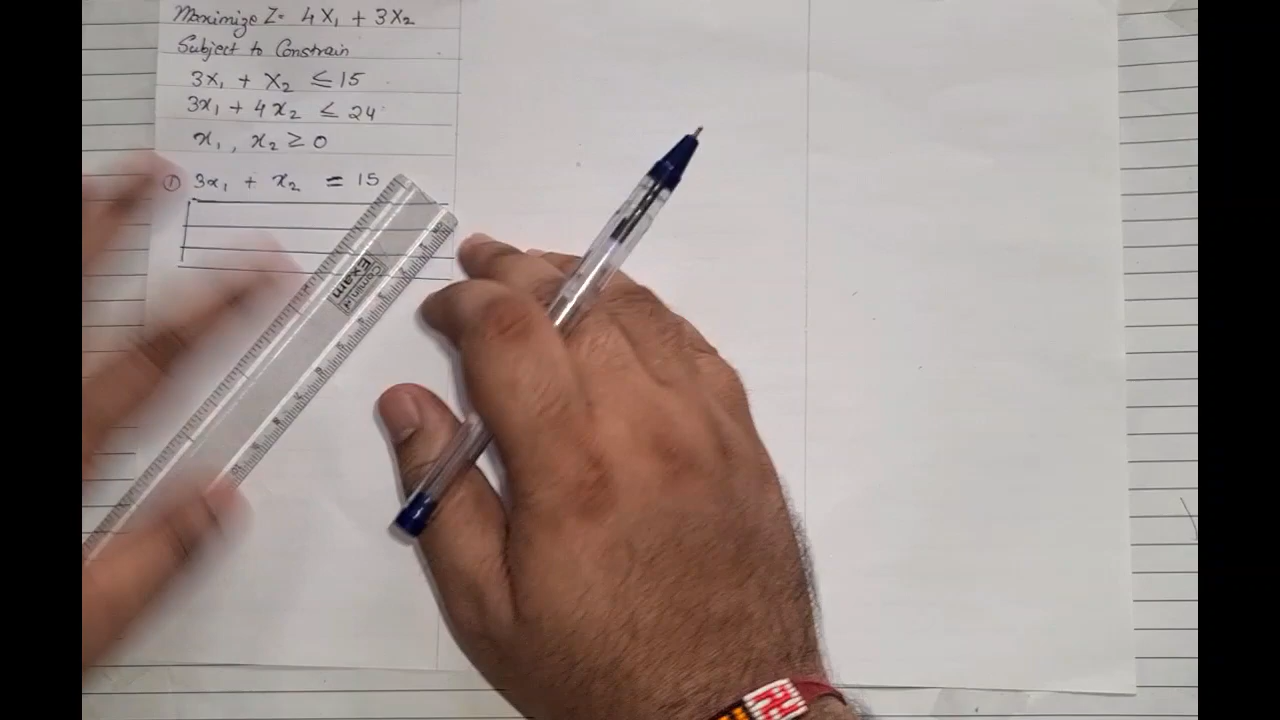 Maximize Z= 4X₁ + 3X₂
Subject to Constrain
3X₁ + X₂ ≤ 15
3x₁ + 4x₂ ≤ 24
x₁, x₂ ≥ 0
① 3x₁ + x₂ = 15
Exam